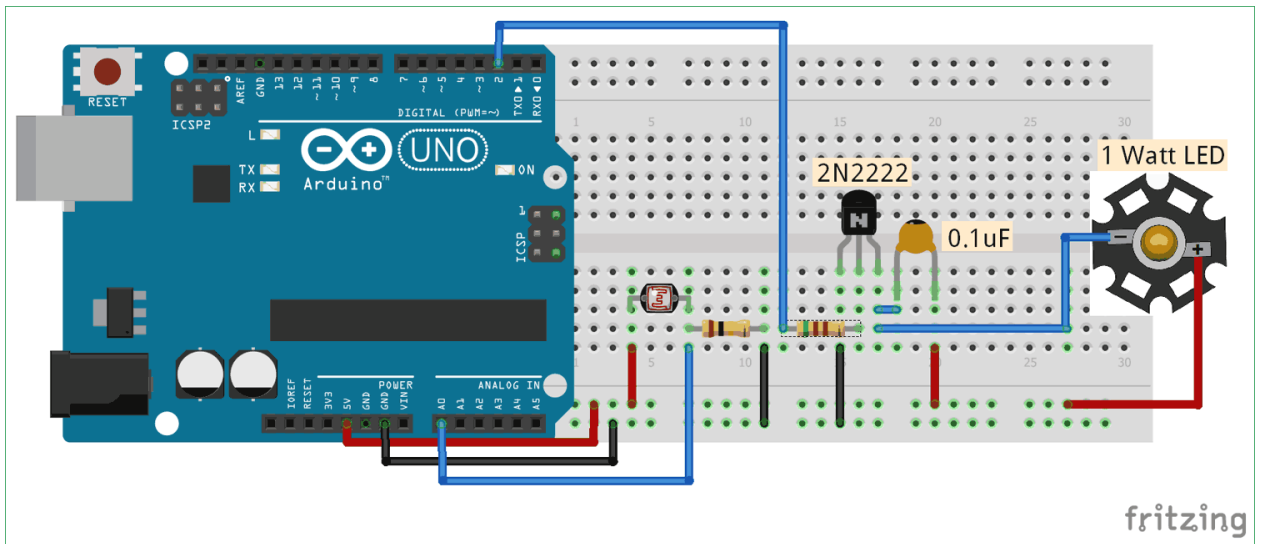 RESET
ICSP2
AREF
GND
13
12
~11
~10
~9
8
7
~6
~5
4
~3
2
TX0▶1
RX0◀0
DIGITAL (PWM=~)
L
TX
RX
Arduino™
UNO
ON
1
ICSP
POWER
ANALOG IN
IOREF
RESET
3V3
5V
GND
GND
VIN
A0
A1
A2
A3
A4
A5
1 5 10 15 20 25 30
2N2222
N
0.1uF
1 Watt LED
- +
1 5 10 15 20 25 30
fritzing